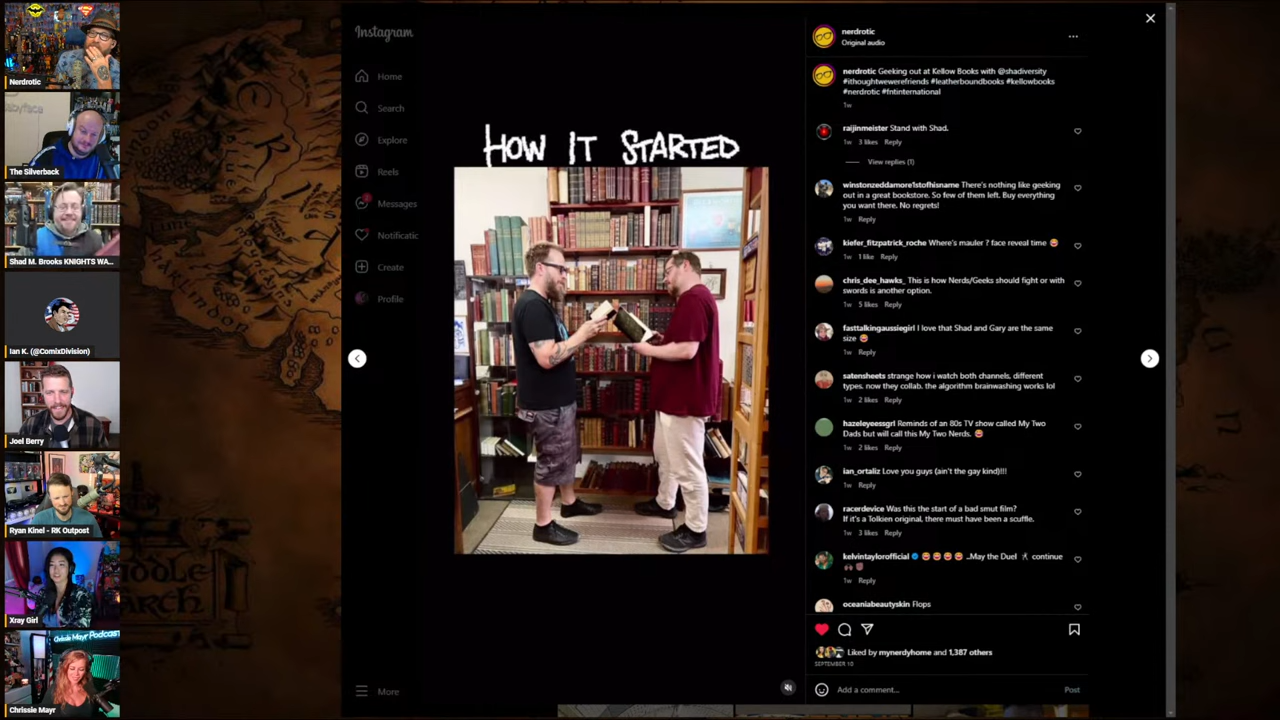 Nerdrotic
The Silverback
Shad M. Brooks KNIGHTS WA...
Ian K. (@ComixDivision)
Joel Berry
Ryan Kinel - RK Outpost
Xray Girl
Chrissie Mayr Podcast
Chrissie Mayr
Instagram
Home
Search
Explore
Reels
Messages
Notificatic
Create
Profile
More
HOW IT STARTED
nerdrotic
Original audio
nerdrotic Geeking out at Kellow Books with @shadiversity
#ithoughtwewerefriends #leatherboundbooks #kellowbooks
#nerdrotic #fntinternational
1w
raijinmeister Stand with Shad.
1w 3 likes Reply
View replies (1)
winstonzeddamore1stofhisname There's nothing like geeking
out in a great bookstore. So few of them left. Buy everything
you want there. No regrets!
1w Reply
kiefer_fitzpatrick_roche Where's mauler ? face reveal time 
1w 1 like Reply
chris_dee_hawks_ This is how Nerds/Geeks should fight or with
swords is another option.
1w 5 likes Reply
fasttalkingaussiegirl I love that Shad and Gary are the same
size
1w Reply
satensheets strange how i watch both channels, different
types. now they collab. the algorithm brainwashing works lol
1w 2 likes Reply
hazeleyeessgrl Reminds of an 80s TV show called My Two
Dads but will call this My Two Nerds.
1w 2 likes Reply
ian_ortaliz Love you guys (ain't the gay kind)!!!
1w Reply
racerdevice Was this the start of a bad smut film?
If it's a Tolkien original, there must have been a scuffle.
1w 3 likes Reply
kelvintaylorofficial ..May the Duel continue
1w Reply
oceaniabeautyskin Flops
Liked by mynerdyhome and 1,387 others
SEPTEMBER 10
Add a comment...
Post